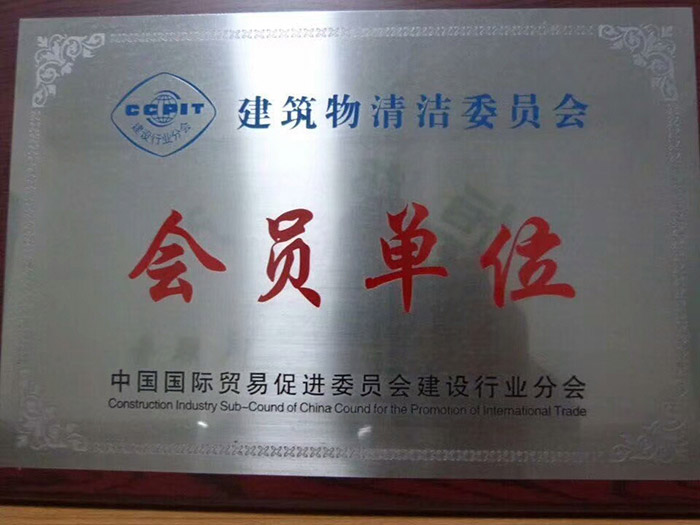 CCPIT
建设行业分会
建筑物清洁委员会
会员单位
中国国际贸易促进委员会建设行业分会
Construction Industry Sub-Cound of China Cound for the Promotion of International Trade